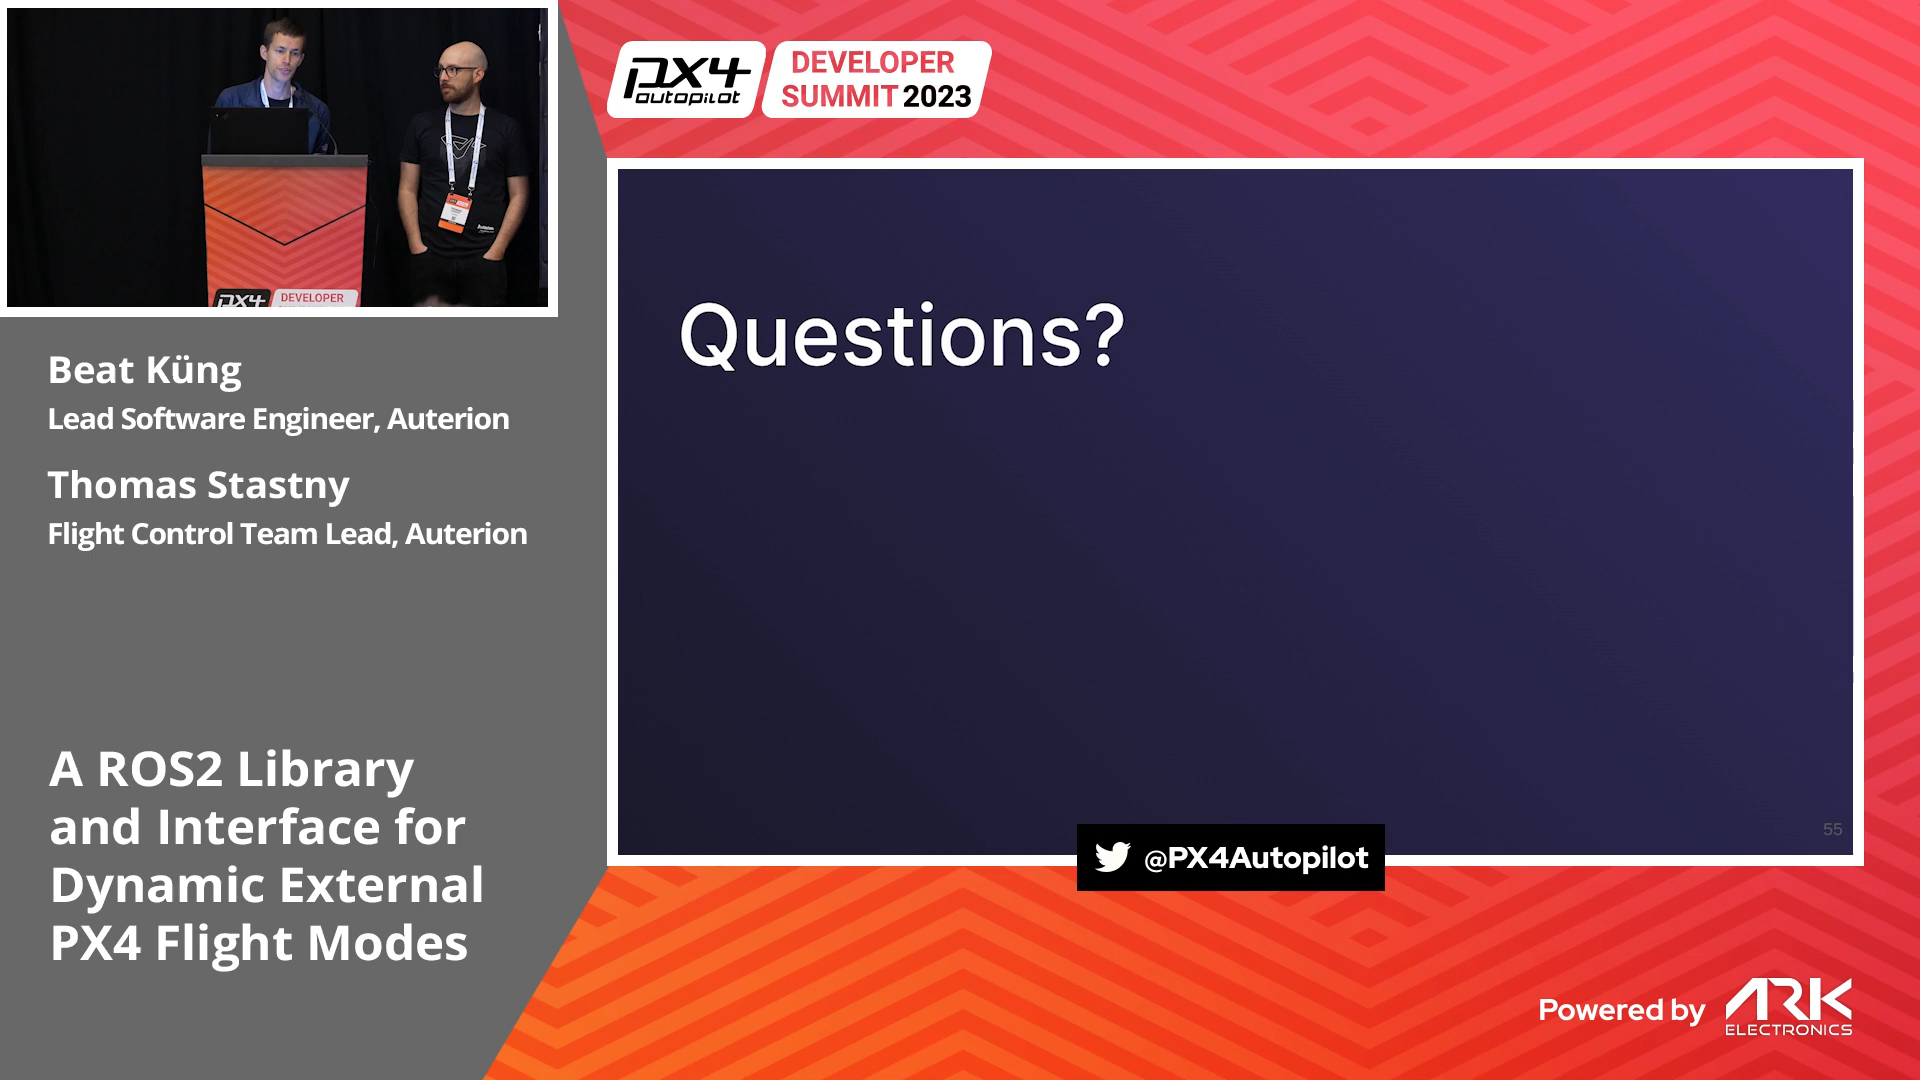 PX4
autopilot
DEVELOPER
SUMMIT 2023
PX4
DEVELOPER
Beat Küng
Lead Software Engineer, Auterion
Thomas Stastny
Flight Control Team Lead, Auterion
A ROS2 Library
and Interface for
Dynamic External
PX4 Flight Modes
Questions?
55
@PX4Autopilot
Powered by
ARK
ELECTRONICS